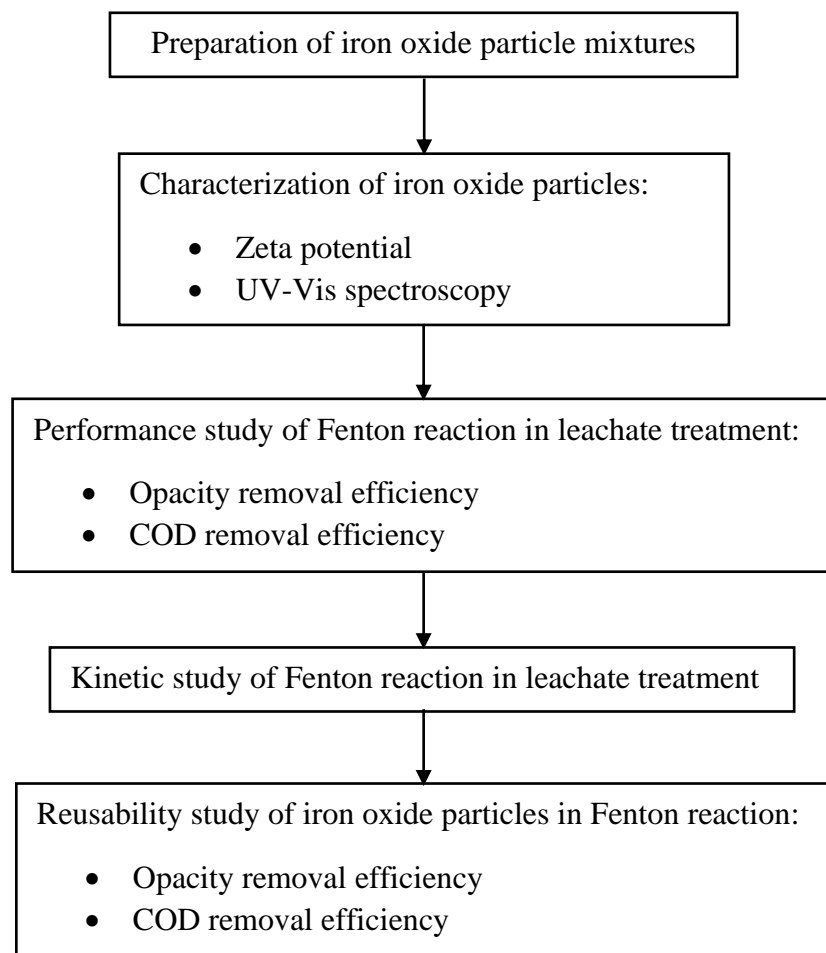 Preparation of iron oxide particle mixtures
Characterization of iron oxide particles:
• Zeta potential
• UV-Vis spectroscopy
Performance study of Fenton reaction in leachate treatment:
• Opacity removal efficiency
• COD removal efficiency
Kinetic study of Fenton reaction in leachate treatment
Reusability study of iron oxide particles in Fenton reaction:
• Opacity removal efficiency
• COD removal efficiency